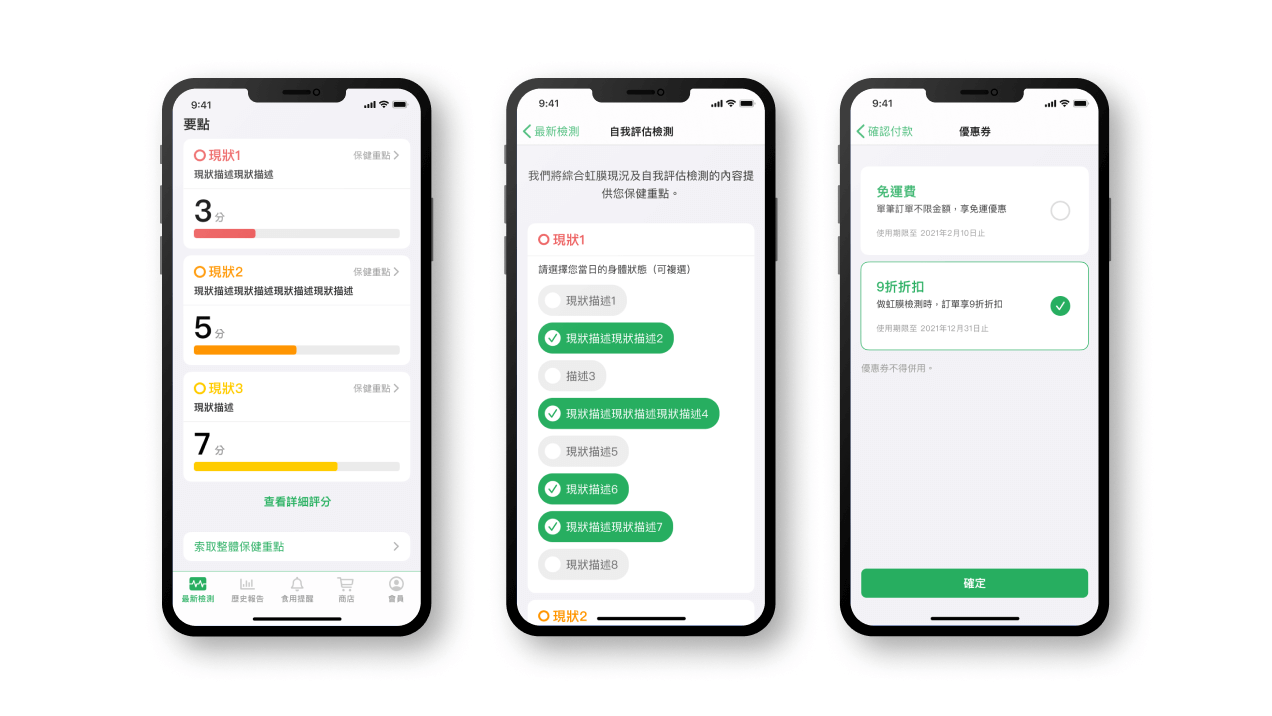 9:41
要點
現狀1
保健重點
現狀描述現狀描述
3分
現狀2
保健重點
現狀描述現狀描述現狀描述現狀描述
5分
現狀3
保健重點
現狀描述
7分
查看詳細評分
索取整體保健重點
最新檢測
歷史報告
食用提醒
商店
會員
9:41
最新檢測
自我評估檢測
我們將綜合虹膜現況及自我評估檢測的內容提
供您保健重點。
現狀1
請選擇您當日的身體狀態（可複選）
現狀描述1
現狀描述現狀描述2
描述3
現狀描述現狀描述現狀描述4
現狀描述5
現狀描述6
現狀描述現狀描述7
現狀描述8
現狀2
9:41
確認付款
優惠券
免運費
單筆訂單不限金額，享免運優惠
使用期限至 2021年2月10日止
9折折扣
做虹膜檢測時，訂單享9折折扣
使用期限至 2021年12月31日止
優惠券不得併用。
確定